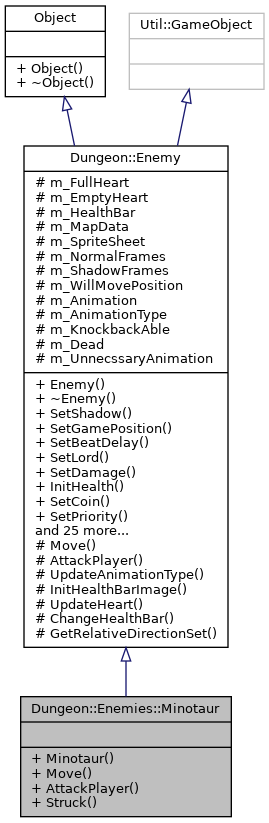 Object
+ Object()
+ ~Object()
Util::GameObject
Dungeon::Enemy
# m_FullHeart
# m_EmptyHeart
# m_HealthBar
# m_MapData
# m_SpriteSheet
# m_NormalFrames
# m_ShadowFrames
# m_WillMovePosition
# m_Animation
# m_AnimationType
# m_KnockbackAble
# m_Dead
# m_UnnecssaryAnimation
+ Enemy()
+ ~Enemy()
+ SetShadow()
+ SetGamePosition()
+ SetBeatDelay()
+ SetLord()
+ SetDamage()
+ InitHealth()
+ SetCoin()
+ SetPriority()
and 25 more...
# Move()
# AttackPlayer()
# UpdateAnimationType()
# InitHealthBarImage()
# UpdateHeart()
# ChangeHealthBar()
# GetRelativeDirectionSet()
Dungeon::Enemies::Minotaur
+ Minotaur()
+ Move()
+ AttackPlayer()
+ Struck()